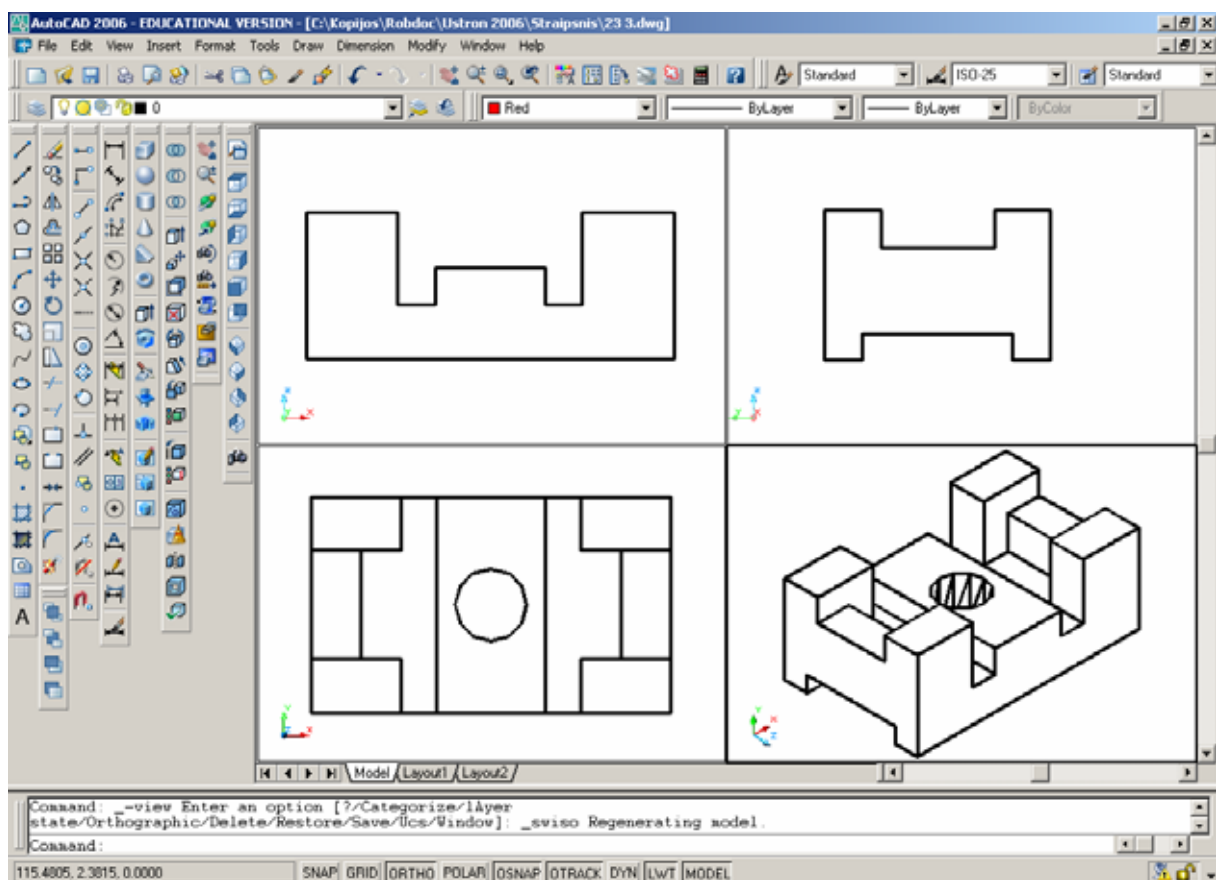 AutoCAD 2006 - EDUCATIONAL VERSION - [C:\Kopijos\Robdoc\Ustron 2006\Straipsnis\23 3.dwg]
File Edit View Insert Format Tools Draw Dimension Modify Window Help
Standard ISO-25 Standard
0 Red ByLayer ByLayer ByColor
Model Layout1 Layout2
Command: _-view Enter an option [?/Categorize/lAyer
state/Orthographic/Delete/Restore/Save/Ucs/Window]: _swiso Regenerating model.
Command:
115.4805, 2.3815, 0.0000 SNAP GRID ORTHO POLAR OSNAP OTRACK DYN LWT MODEL